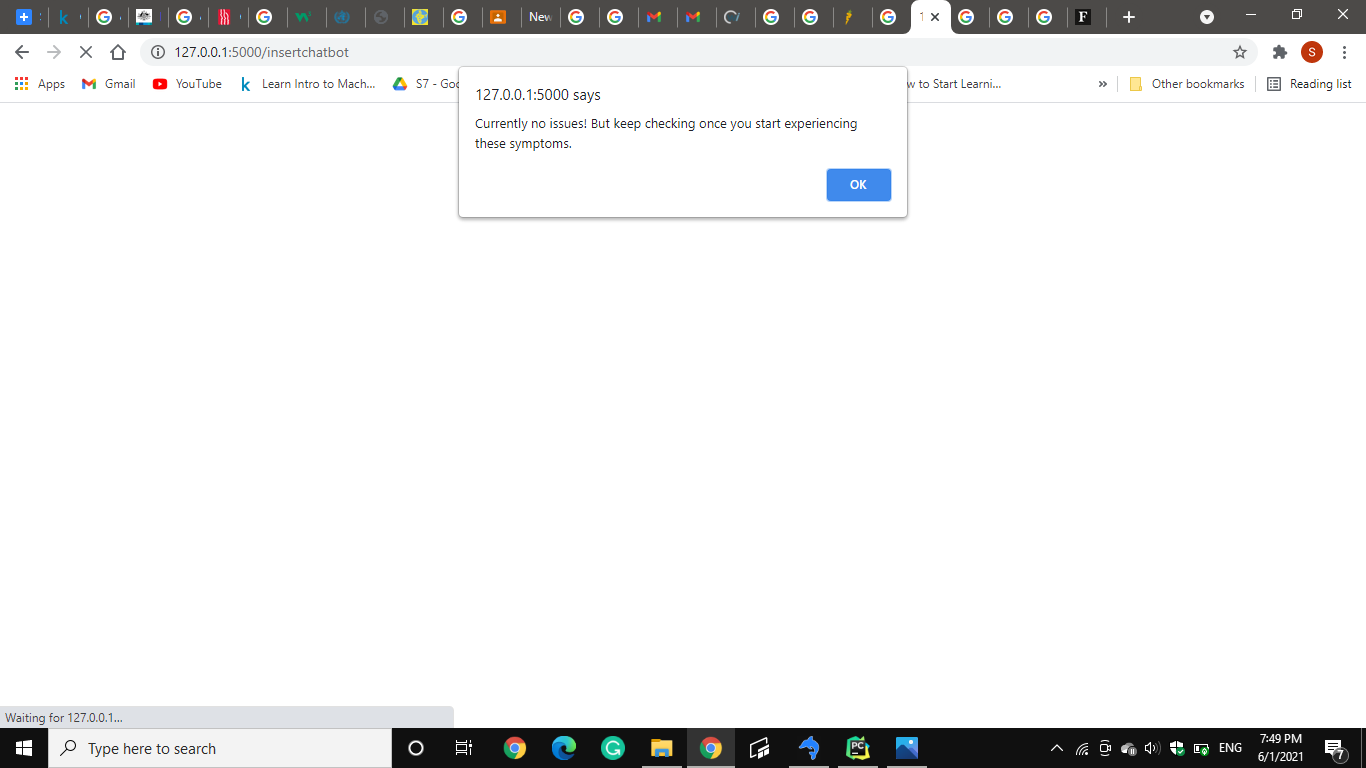 New
127.0.0.1:5000/insertchatbot
S
Apps
Gmail
YouTube
k
Learn Intro to Mach...
S7 - Goo
w to Start Learni...
»
Other bookmarks
Reading list
127.0.0.1:5000 says
Currently no issues! But keep checking once you start experiencing
these symptoms.
OK
Waiting for 127.0.0.1...
Type here to search
PC
ENG
7:49 PM
6/1/2021
7